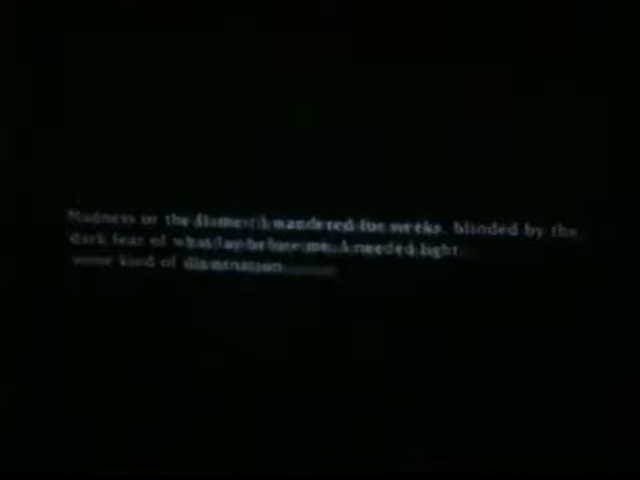 Madness or the flames? I wandered for weeks, blinded by the
dark fear of what lay before me. I needed light...
some kind of illumination